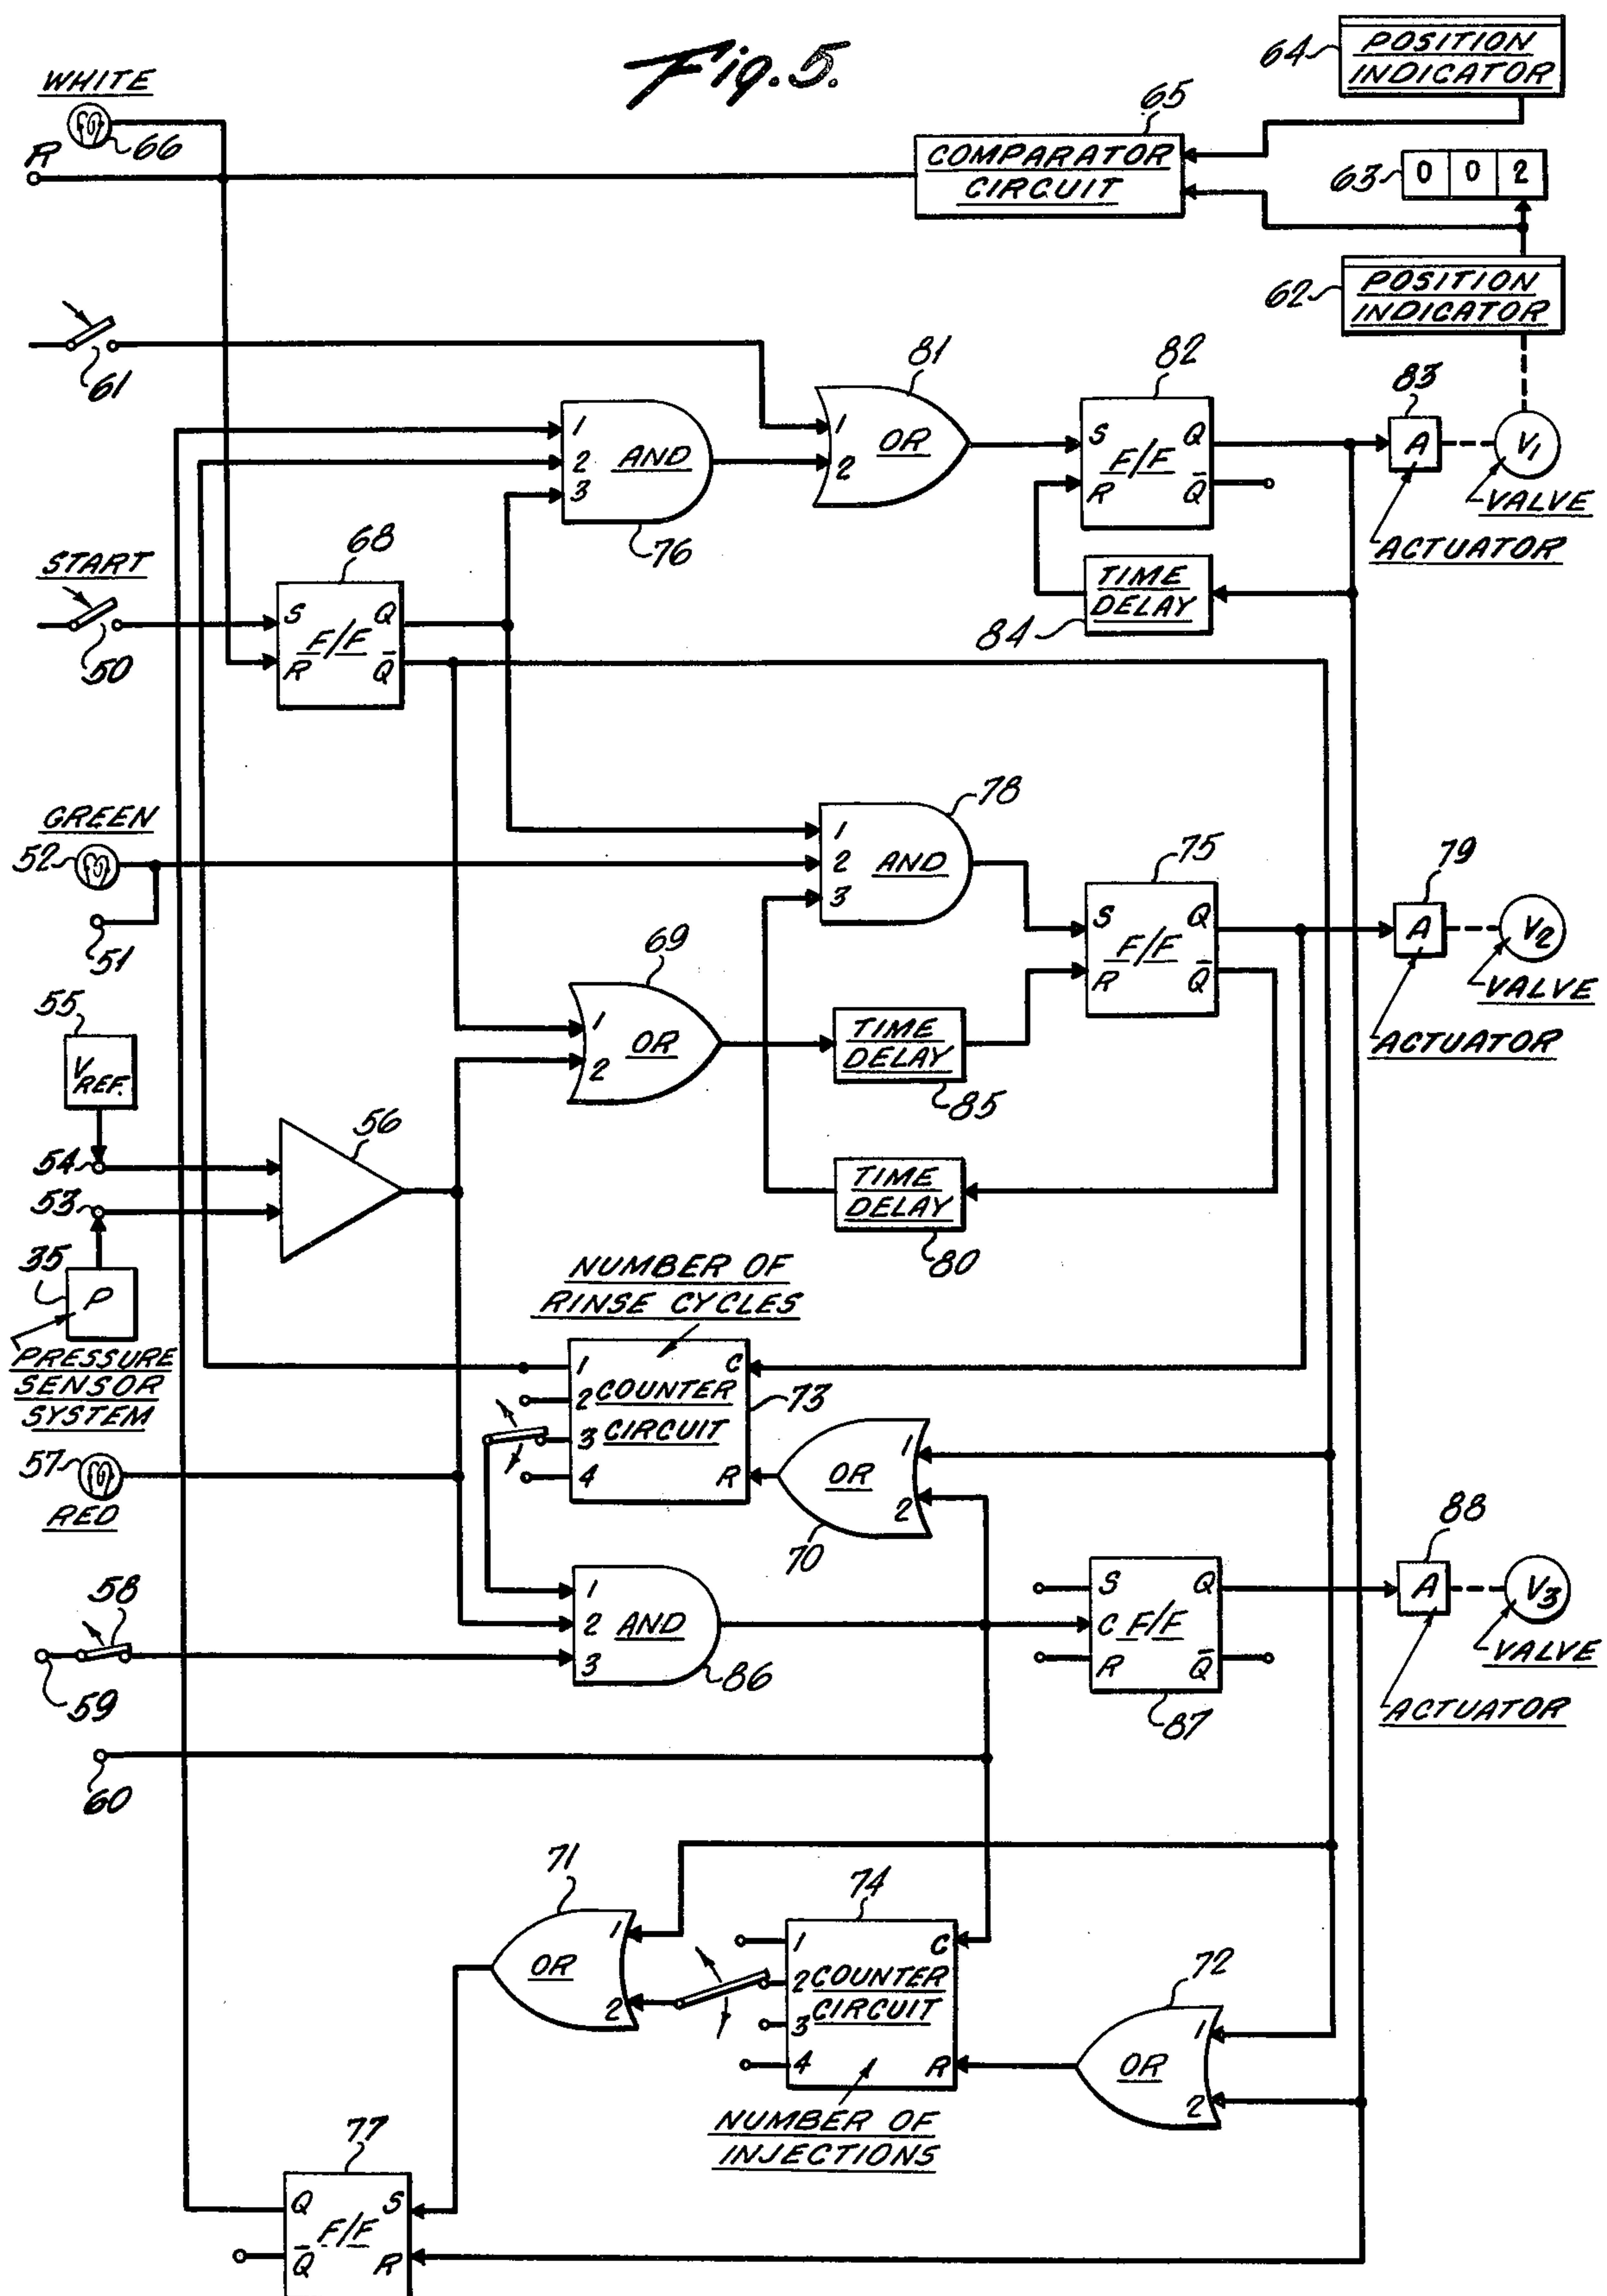 Fig. 5.
64
POSITION
INDICATOR
WHITE
66
R
65
COMPARATOR
CIRCUIT
63
0 0 2
62
POSITION
INDICATOR
61
81
82
83
1
2
3
AND
76
1
2
OR
S Q
F/F
R Q̄
A
V1
VALVE
ACTUATOR
START
50
68
S Q
F/F
R Q̄
TIME
DELAY
84
GREEN
52
51
78
1
2
3
AND
75
S Q
F/F
R Q̄
79
A
V2
VALVE
ACTUATOR
69
1
2
OR
TIME
DELAY
85
55
V
REF.
54
53
56
TIME
DELAY
80
35
P
PRESSURE
SENSOR
SYSTEM
NUMBER OF
RINSE CYCLES
1 C
2 COUNTER
3 CIRCUIT
4 R
73
57
RED
1
OR
2
70
58
59
1
2 AND
3
86
S Q
C F/F
R Q̄
87
88
A
V3
VALVE
ACTUATOR
60
71
1
OR
2
74
1 C
2 COUNTER
CIRCUIT
3
4 R
NUMBER OF
INJECTIONS
72
1
OR
2
77
Q S
F/F
Q̄ R